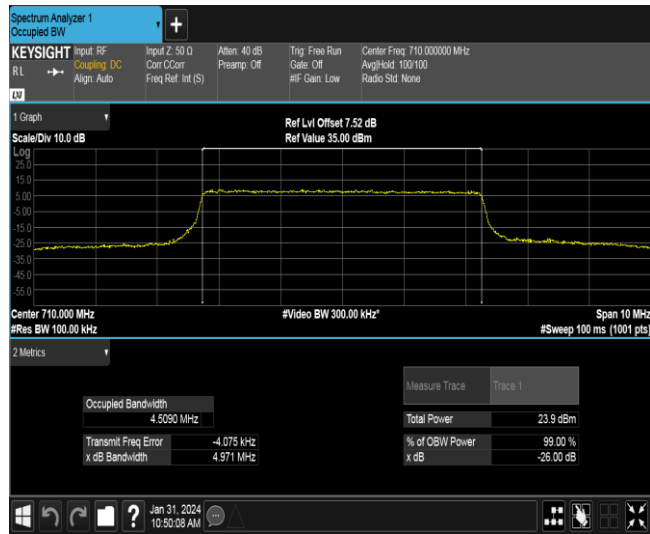 Spectrum Analyzer 1
Occupied BW
+
KEYSIGHT
RL
LXI
Input: RF
Coupling: DC
Align: Auto
Input Z: 50 Ω
Corr CCorr
Freq Ref: Int (S)
Atten: 40 dB
Preamp: Off
Trig: Free Run
Gate: Off
#IF Gain: Low
Center Freq: 710.000000 MHz
Avg|Hold: 100/100
Radio Std: None
1 Graph
Scale/Div 10.0 dB
Ref Lvl Offset 7.52 dB
Ref Value 35.00 dBm
Log
25.0
15.0
5.00
-5.00
-15.0
-25.0
-35.0
-45.0
-55.0
Center 710.000 MHz
#Res BW 100.00 kHz
#Video BW 300.00 kHz*
Span 10 MHz
#Sweep 100 ms (1001 pts)
2 Metrics
Measure Trace Trace 1
Occupied Bandwidth
4.5090 MHz
Total Power 23.9 dBm
Transmit Freq Error -4.075 kHz
% of OBW Power 99.00 %
x dB Bandwidth 4.971 MHz
x dB -26.00 dB
?
Jan 31, 2024
10:50:08 AM